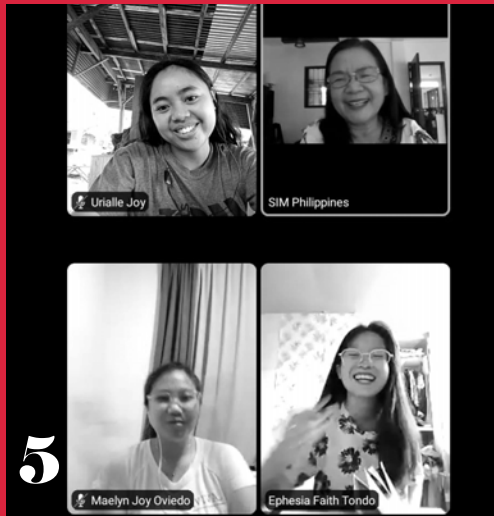 Urialle Joy
SIM Philippines
Maelyn Joy Oviedo
Ephesia Faith Tondo
5